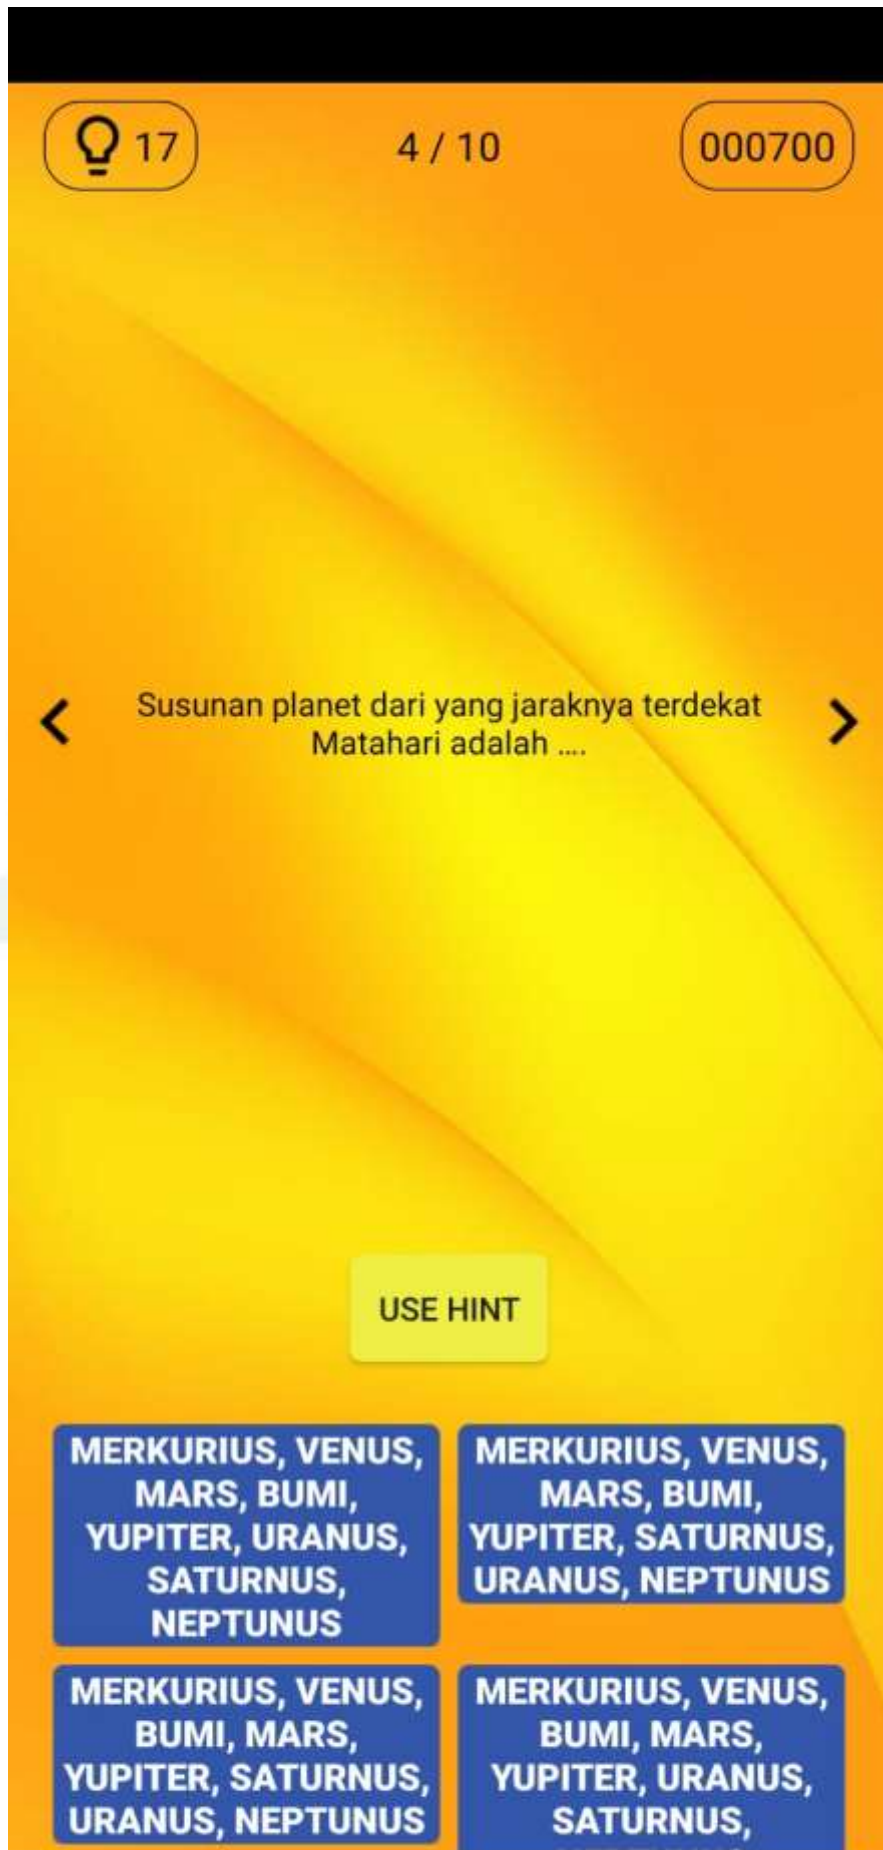 17
4 / 10
000700
Susunan planet dari yang jaraknya terdekat
Matahari adalah ....
USE HINT
MERKURIUS, VENUS,
MARS, BUMI,
YUPITER, URANUS,
SATURNUS,
NEPTUNUS
MERKURIUS, VENUS,
MARS, BUMI,
YUPITER, SATURNUS,
URANUS, NEPTUNUS
MERKURIUS, VENUS,
BUMI, MARS,
YUPITER, SATURNUS,
URANUS, NEPTUNUS
MERKURIUS, VENUS,
BUMI, MARS,
YUPITER, URANUS,
SATURNUS,